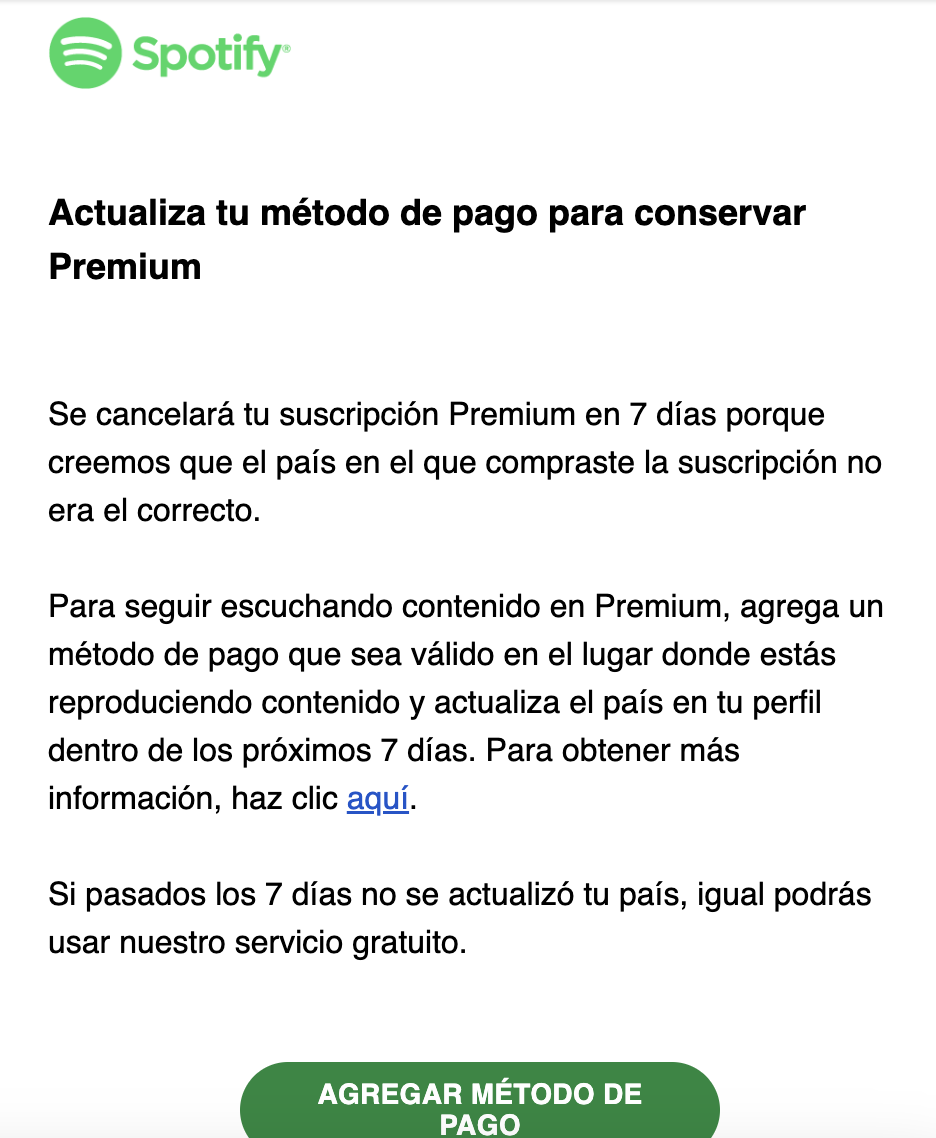 Spotify®
Actualiza tu método de pago para conservar
Premium
Se cancelará tu suscripción Premium en 7 días porque
creemos que el país en el que compraste la suscripción no
era el correcto.
Para seguir escuchando contenido en Premium, agrega un
método de pago que sea válido en el lugar donde estás
reproduciendo contenido y actualiza el país en tu perfil
dentro de los próximos 7 días. Para obtener más
información, haz clic aquí.
Si pasados los 7 días no se actualizó tu país, igual podrás
usar nuestro servicio gratuito.
AGREGAR MÉTODO DE
PAGO